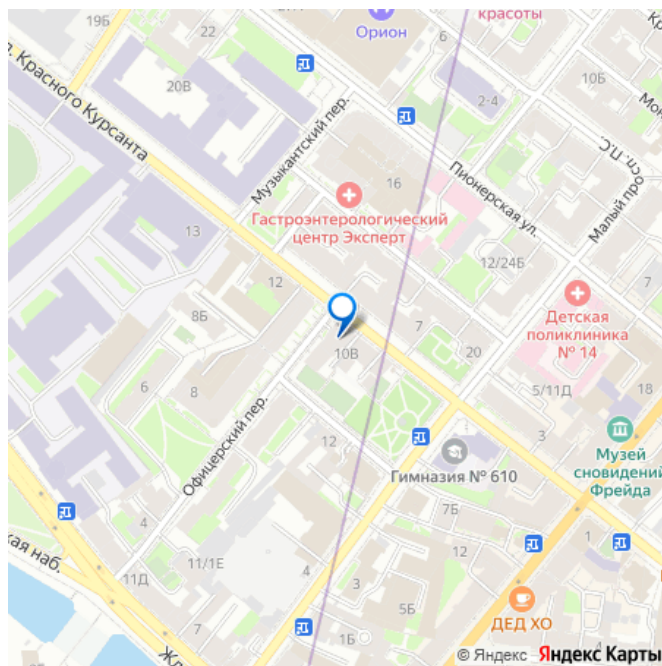 19Б
22
6
Орион
красоты
20В
10Б
2-4
ул. Красного Курсанта
Музыкантский пер.
16
Пионерская ул.
Малый просп. П.С.
Гастроэнтерологический
центр Эксперт
13
12
12/24Б
8Б
Детская
поликлиника
№ 14
7
20
10В
6
8
5/11Д
18
Офицерский пер.
3
12
Гимназия № 610
Музей
сновидений
Фрейда
7Б
4
4
1
12
11/1Е
11Д
5Б
7
1Б
ДЕД ХО
© Яндекс Яндекс Карты